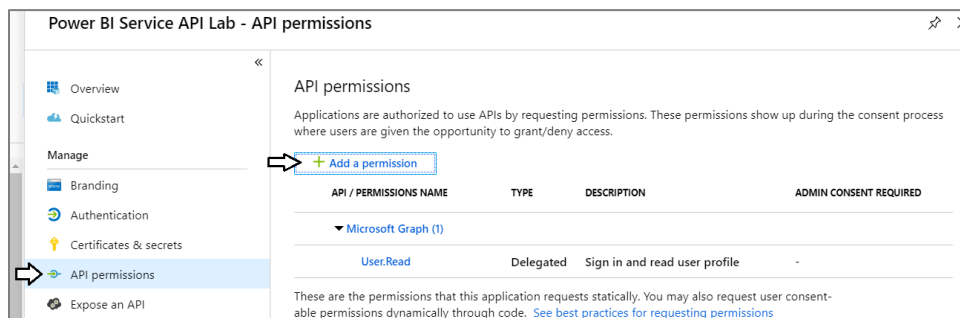 Power BI Service API Lab - API permissions
«
Overview
Quickstart
Manage
Branding
Authentication
Certificates & secrets
API permissions
Expose an API
API permissions
Applications are authorized to use APIs by requesting permissions. These permissions show up during the consent process
where users are given the opportunity to grant/deny access.
+ Add a permission
API / PERMISSIONS NAME TYPE DESCRIPTION ADMIN CONSENT REQUIRED
Microsoft Graph (1)
User.Read Delegated Sign in and read user profile -
These are the permissions that this application requests statically. You may also request user consent-
able permissions dynamically through code. See best practices for requesting permissions